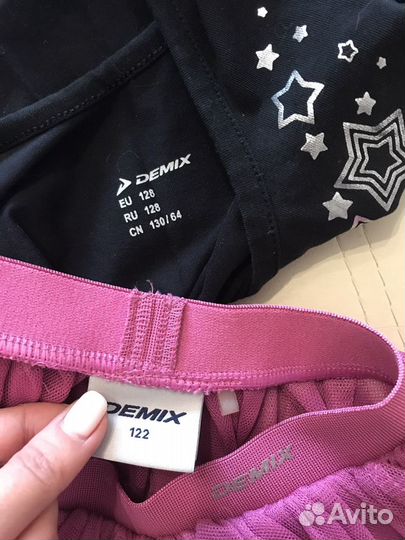 DEMIX
EU 128
RU 128
CN 130/64
DEMIX
122
DEMIX
Avito